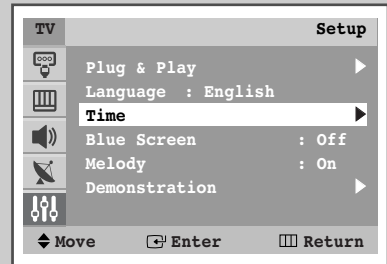 TV Setup
Plug & Play
Language : English
Time
Blue Screen : Off
Melody : On
Demonstration
Move Enter Return